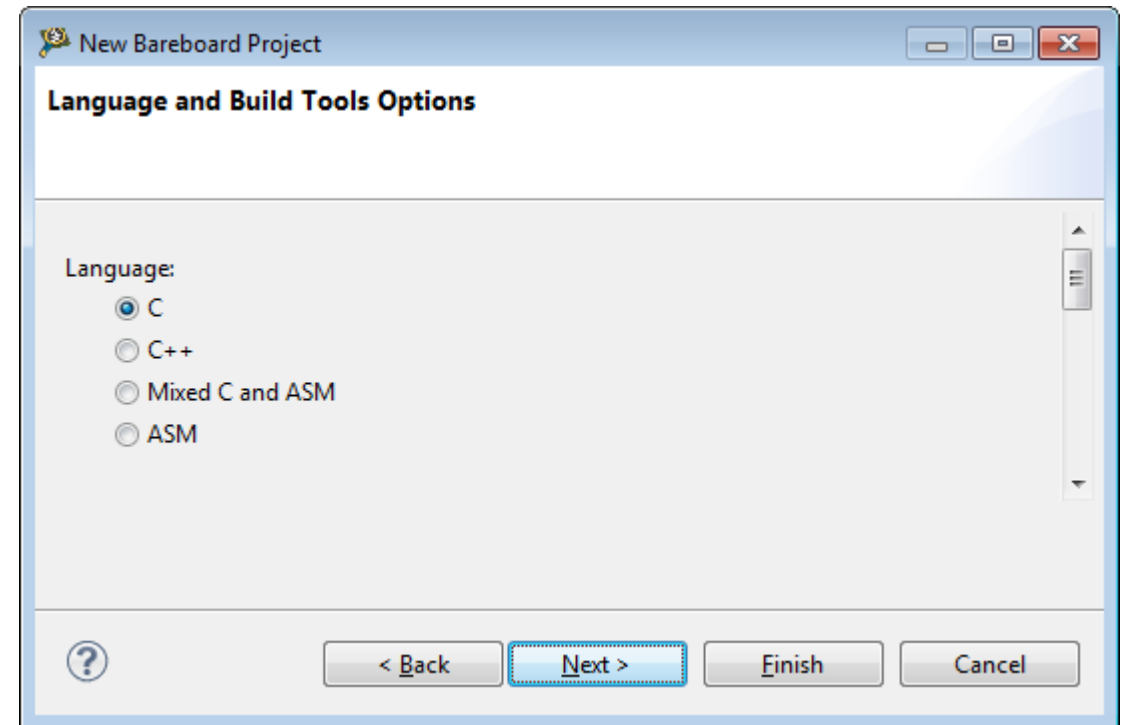 New Bareboard Project
Language and Build Tools Options
Language:
C
C++
Mixed C and ASM
ASM
?
< Back Next > Finish Cancel